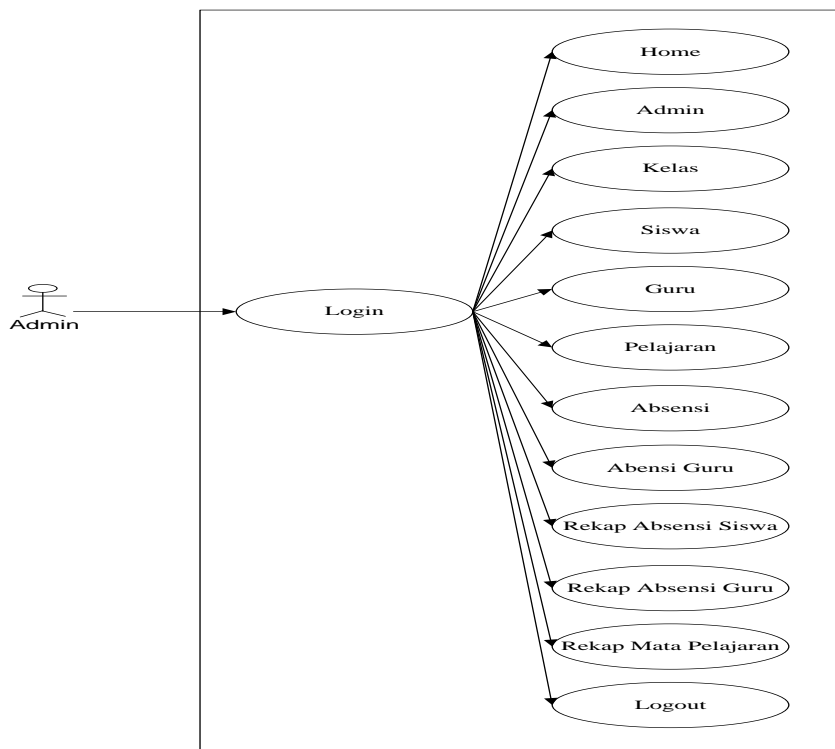 Home
Admin
Kelas
Siswa
Guru
Admin
Login
Pelajaran
Absensi
Abensi Guru
Rekap Absensi Siswa
Rekap Absensi Guru
Rekap Mata Pelajaran
Logout